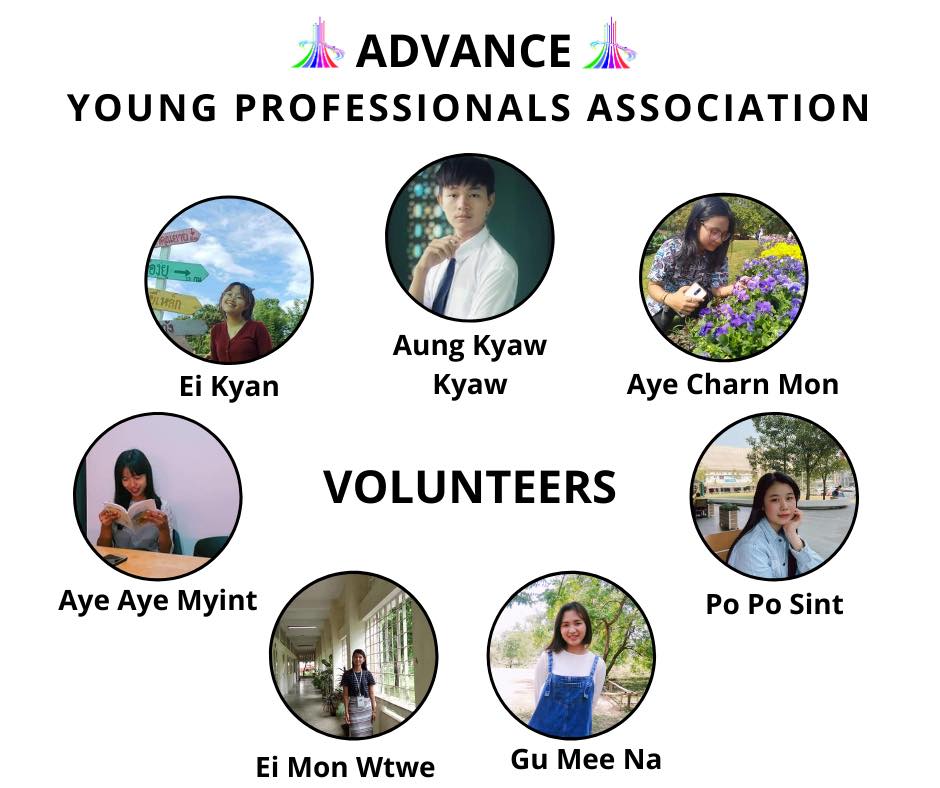 ADVANCE
YOUNG PROFESSIONALS ASSOCIATION
Ei Kyan
Aung Kyaw
Kyaw
Aye Charn Mon
VOLUNTEERS
Aye Aye Myint
Po Po Sint
Ei Mon Wtwe
Gu Mee Na